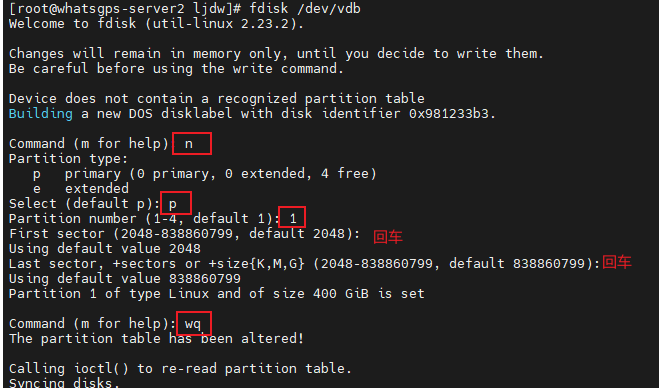 [root@whatsgps-server2 ljdw]# fdisk /dev/vdb
Welcome to fdisk (util-linux 2.23.2).
Changes will remain in memory only, until you decide to write them.
Be careful before using the write command.
Device does not contain a recognized partition table
Building a new DOS disklabel with disk identifier 0x981233b3.
Command (m for help): n
Partition type:
p   primary (0 primary, 0 extended, 4 free)
e   extended
Select (default p): p
Partition number (1-4, default 1): 1
First sector (2048-838860799, default 2048): 回车
Using default value 2048
Last sector, +sectors or +size{K,M,G} (2048-838860799, default 838860799): 回车
Using default value 838860799
Partition 1 of type Linux and of size 400 GiB is set
Command (m for help): wq
The partition table has been altered!
Calling ioctl() to re-read partition table.
Syncing disks.